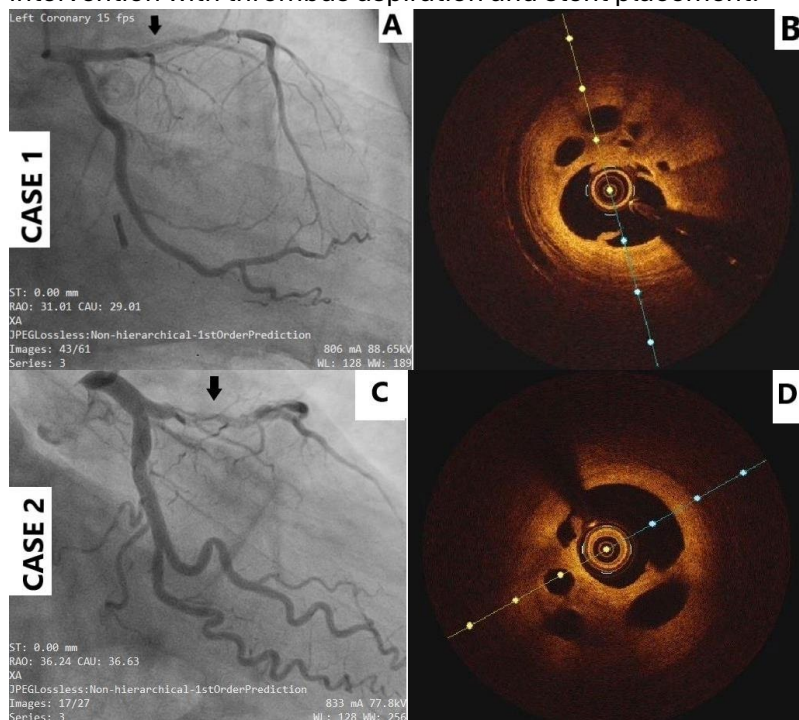 intervention with thrombus aspiration and stent placement.
Left Coronary 15 fps
A
B
CASE 1
ST: 0.00 mm
RAO: 31.01 CAU: 29.01
XA
JPEGLossless:Non-hierarchical-1stOrderPrediction
Images: 43/61
806 mA 88.65kV
Series: 3
WL: 128 WW: 189
C
D
CASE 2
ST: 0.00 mm
RAO: 36.24 CAU: 36.63
XA
JPEGLossless:Non-hierarchical-1stOrderPrediction
Images: 17/27
833 mA 77.8kV
Series: 3
WL: 128 WW: 256